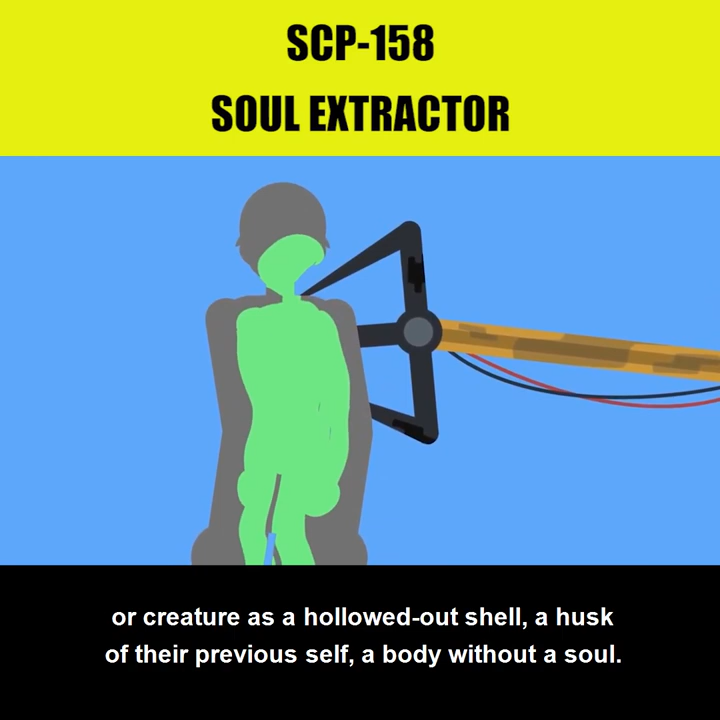 SCP-158
SOUL EXTRACTOR
or creature as a hollowed-out shell, a husk
of their previous self, a body without a soul.